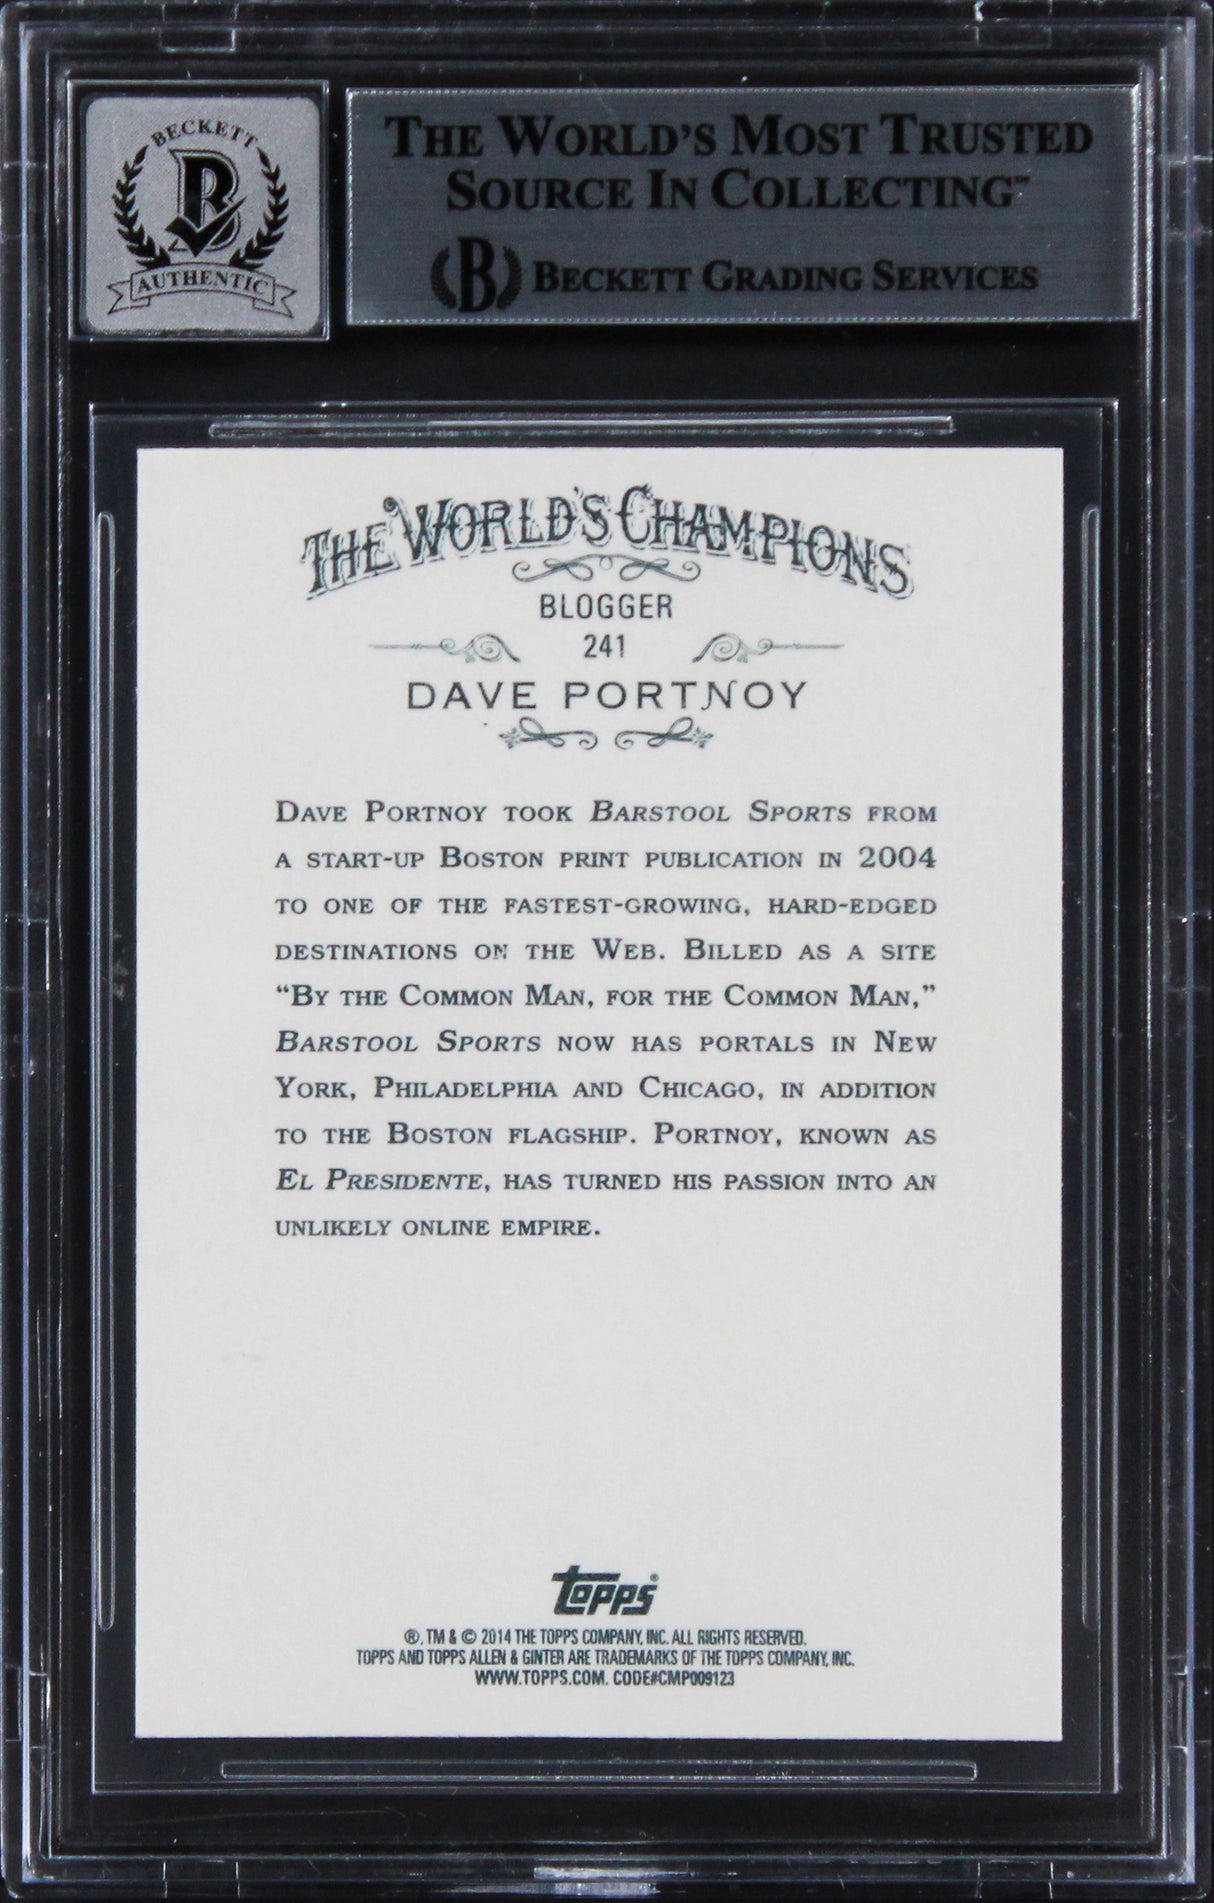 BECKETT
B
AUTHENTIC
THE WORLD'S MOST TRUSTED
SOURCE IN COLLECTING™
B BECKETT GRADING SERVICES
THE WORLD'S CHAMPIONS
BLOGGER
241
DAVE PORTNOY
DAVE PORTNOY TOOK BARSTOOL SPORTS FROM
A START-UP BOSTON PRINT PUBLICATION IN 2004
TO ONE OF THE FASTEST-GROWING, HARD-EDGED
DESTINATIONS ON THE WEB. BILLED AS A SITE
“BY THE COMMON MAN, FOR THE COMMON MAN,”
BARSTOOL SPORTS NOW HAS PORTALS IN NEW
YORK, PHILADELPHIA AND CHICAGO, IN ADDITION
TO THE BOSTON FLAGSHIP. PORTNOY, KNOWN AS
EL PRESIDENTE, HAS TURNED HIS PASSION INTO AN
UNLIKELY ONLINE EMPIRE.
topps®
®, TM & © 2014 THE TOPPS COMPANY, INC. ALL RIGHTS RESERVED.
TOPPS AND TOPPS ALLEN & GINTER ARE TRADEMARKS OF THE TOPPS COMPANY, INC.
WWW.TOPPS.COM. CODE#CMP009123